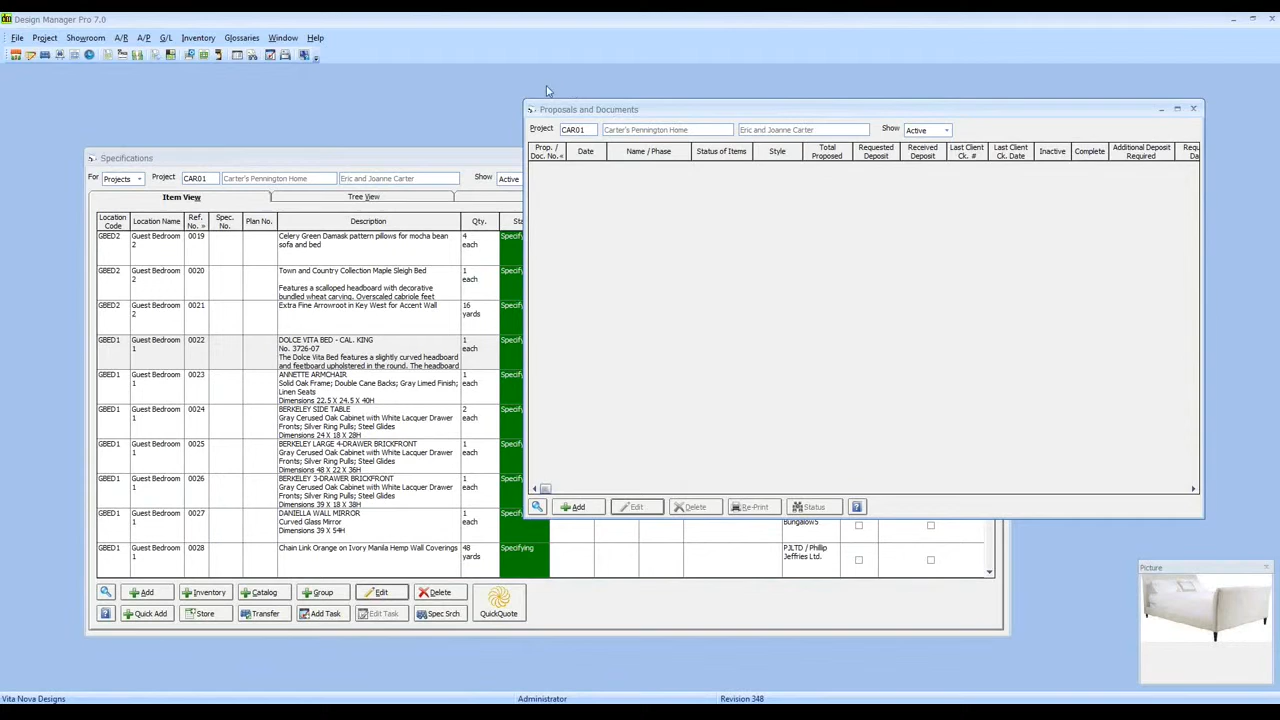 Design Manager Pro 7.0
File Project Showroom A/R A/P G/L Inventory Glossaries Window Help
Proposals and Documents
Project CAR01 Carter's Pennington Home Eric and Joanne Carter Show Active
Prop. / Doc. No. Date Name / Phase Status of Items Style Total Proposed Requested Deposit Received Deposit Last Client Ck. # Last Client Ck. Date Inactive Complete Additional Deposit Required Requ Da
Add Edit Delete Re-Print Status
Specifications
For Projects Project CAR01 Carter's Pennington Home Eric and Joanne Carter Show Active
Item View Tree View
Location Code Location Name Ref. No. Spec. No. Plan No. Description Qty. Sta
GBED2 Guest Bedroom 2 0019 Celery Green Damask pattern pillows for mocha bean sofa and bed 4 each Specify
GBED2 Guest Bedroom 2 0020 Town and Country Collection Maple Sleigh Bed 1 each Specify
Features a scalloped headboard with decorative
bundled wheat carving. Overscaled cabriole feet
GBED2 Guest Bedroom 2 0021 Extra Fine Arrowroot in Key West for Accent Wall 16 yards Specify
GBED1 Guest Bedroom 1 0022 DOLCE VITA BED - CAL. KING 1 each Specify
No. 3726-07
The Dolce Vita Bed features a slightly curved headboard
and feetboard upholstered in the round. The headboard
GBED1 Guest Bedroom 1 0023 ANNETTE ARMCHAIR 1 each Specify
Solid Oak Frame; Double Cane Backs; Gray Limed Finish;
Linen Seats
Dimensions 22.5 X 24.5 X 40H
GBED1 Guest Bedroom 1 0024 BERKELEY SIDE TABLE 2 each Specify
Gray Cerused Oak Cabinet with White Lacquer Drawer
Fronts; Silver Ring Pulls; Steel Glides
Dimensions 24 X 18 X 28H
GBED1 Guest Bedroom 1 0025 BERKELEY LARGE 4-DRAWER BRICKFRONT 1 each Specify
Gray Cerused Oak Cabinet with White Lacquer Drawer
Fronts; Silver Ring Pulls; Steel Glides
Dimensions 48 X 22 X 36H
GBED1 Guest Bedroom 1 0026 BERKELEY 3-DRAWER BRICKFRONT 1 each Specify
Gray Cerused Oak Cabinet with White Lacquer Drawer
Fronts; Silver Ring Pulls; Steel Glides
Dimensions 39 X 18 X 38H
GBED1 Guest Bedroom 1 0027 DANIELLA WALL MIRROR 1 each Specify
Curved Glass Mirror
Dimensions 39 X 54H
Bungalow5
GBED1 Guest Bedroom 1 0028 Chain Link Orange on Ivory Manila Hemp Wall Coverings 48 yards Specifying PJLTD / Phillip Jeffries Ltd.
Add Inventory Catalog Group Edit Delete
Quick Add Store Transfer Add Task Edit Task Spec Srch QuickQuote
Picture
Vita Nova Designs Administrator Revision 348